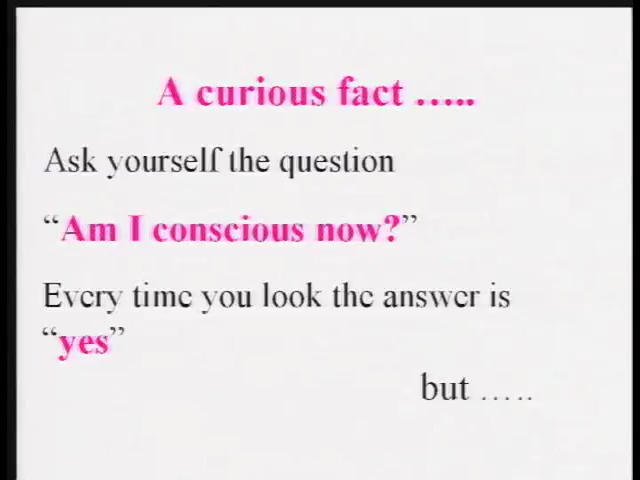 A curious fact …..
Ask yourself the question
“Am I conscious now?”
Every time you look the answer is
“yes”
but …..